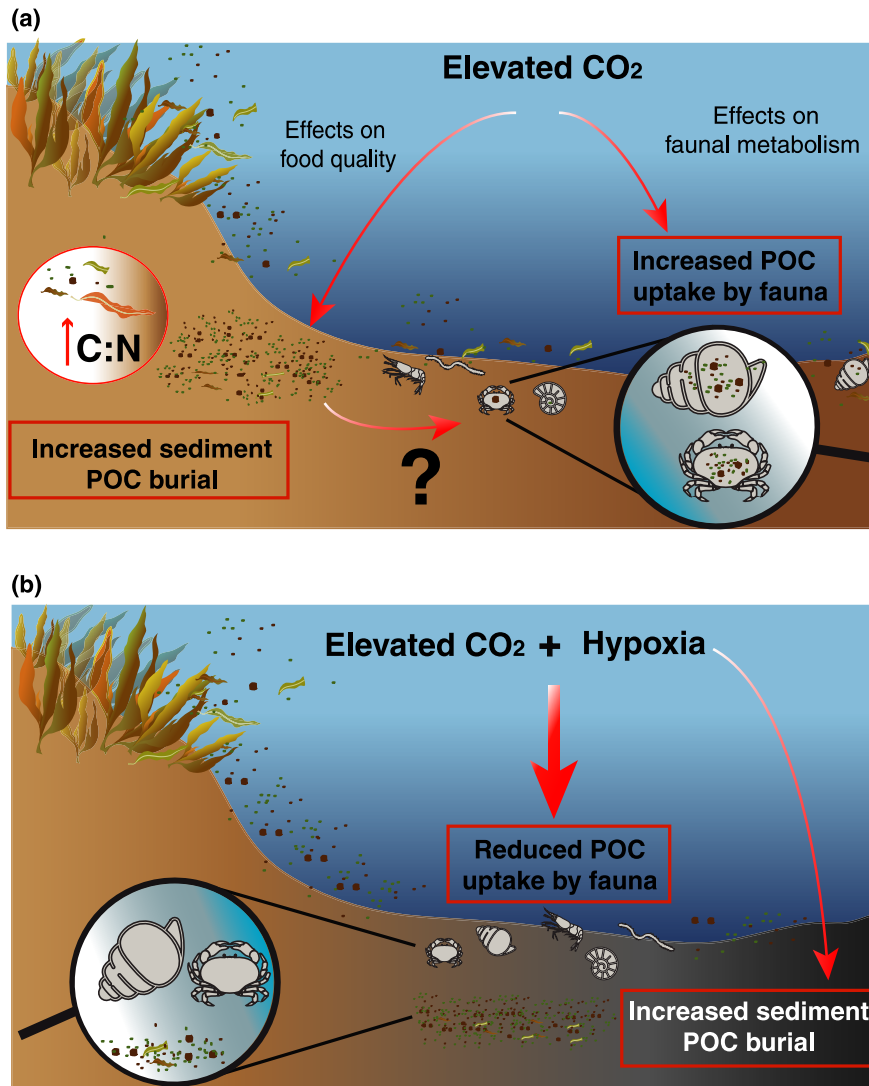 (a)
Elevated CO₂
Effects on
food quality
Effects on
faunal metabolism
Increased POC
uptake by fauna
↑C:N
Increased sediment
POC burial
?
(b)
Elevated CO₂ + Hypoxia
Reduced POC
uptake by fauna
Increased sediment
POC burial